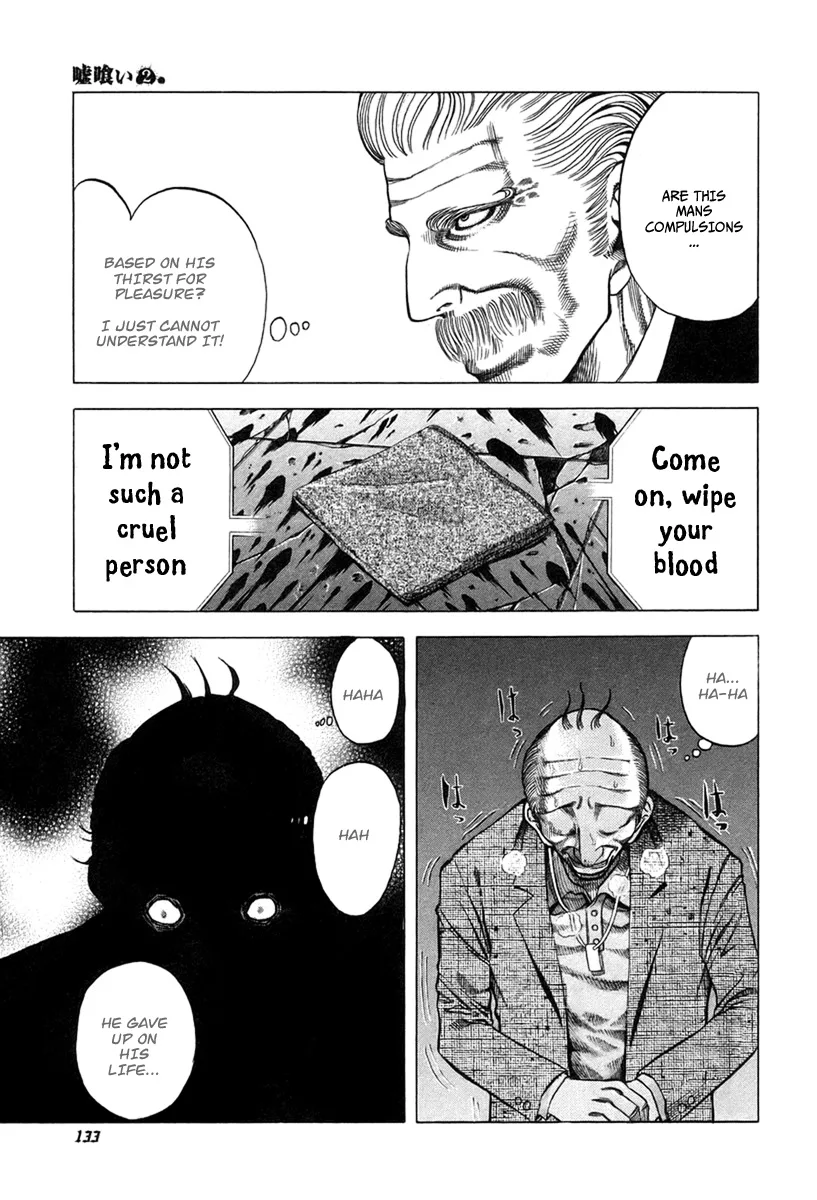 嘘喰い2。
ARE THIS
MANS
COMPULSIONS
...
BASED ON HIS
THIRST FOR
PLEASURE?
I JUST CANNOT
UNDERSTAND IT!
Come
on, wipe
your
blood
I'm not
such a
cruel
person
HA...
HA-HA
はっ
はっ
はっ
HAHA
HAH
HE GAVE
UP ON
HIS
LIFE...
133